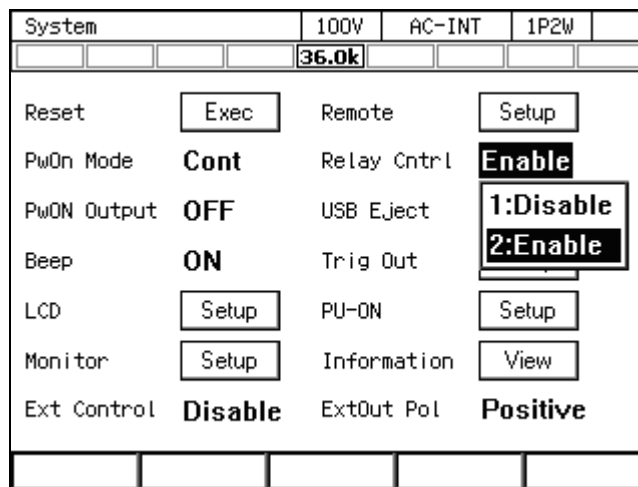 System 100V AC-INT 1P2W
36.0k
Reset Exec Remote Setup
PwOn Mode Cont Relay Cntrl Enable
PwON Output OFF USB Eject 1:Disable
2:Enable
Beep ON Trig Out
LCD Setup PU-ON Setup
Monitor Setup Information View
Ext Control Disable ExtOut Pol Positive